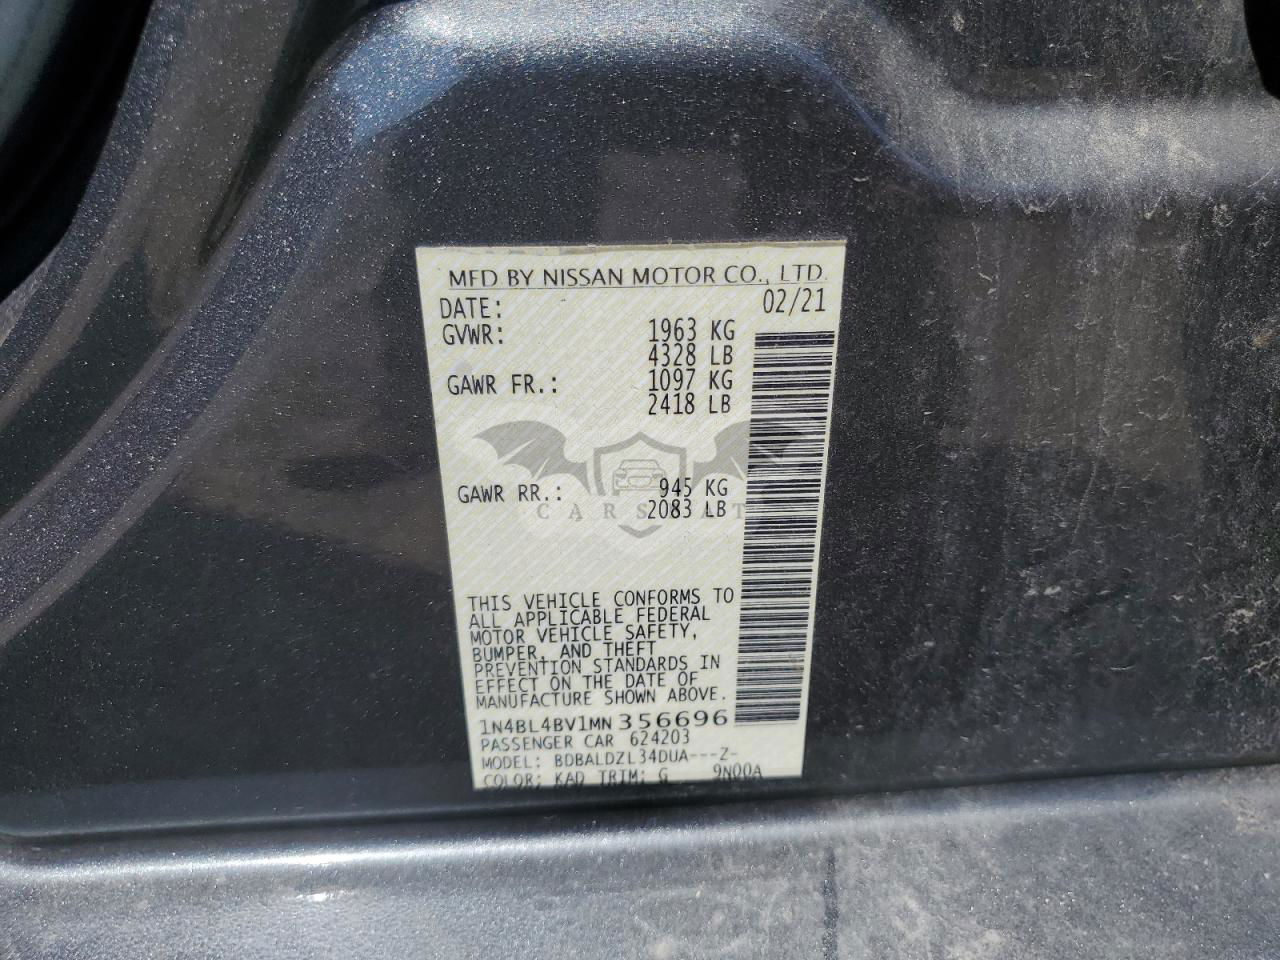 MFD BY NISSAN MOTOR CO., LTD.
DATE: 02/21
GVWR: 1963 KG
4328 LB
GAWR FR.: 1097 KG
2418 LB
GAWR RR.: 945 KG
2083 LB
THIS VEHICLE CONFORMS TO
ALL APPLICABLE FEDERAL
MOTOR VEHICLE SAFETY,
BUMPER, AND THEFT
PREVENTION STANDARDS IN
EFFECT ON THE DATE OF
MANUFACTURE SHOWN ABOVE.
1N4BL4BV1MN356696
PASSENGER CAR 624203
MODEL: BDBALDZL34DUA---Z-
COLOR: KAD TRIM: G 9N00A